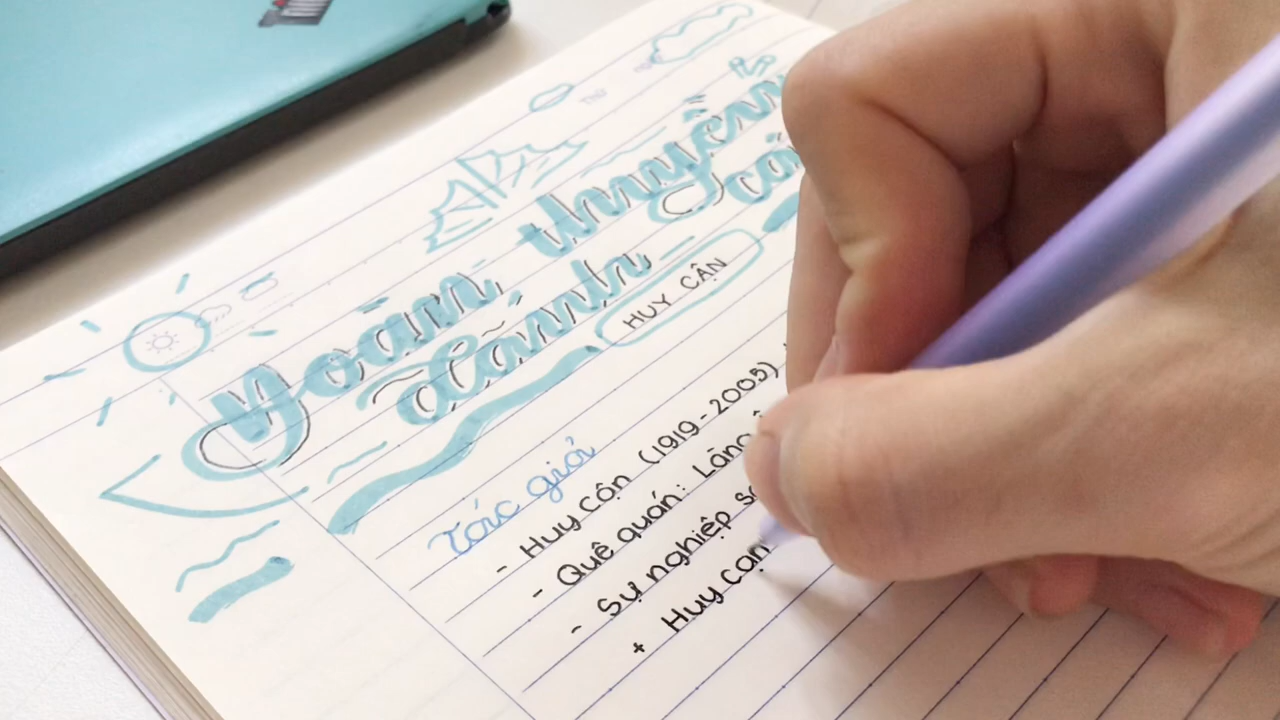 Đoàn thuyền
đánh cá
HUY CẬN
Tác giả
- Huy Cận (1919-2005)
- Quê quán: Làng
- Sự nghiệp
+ Huy cận